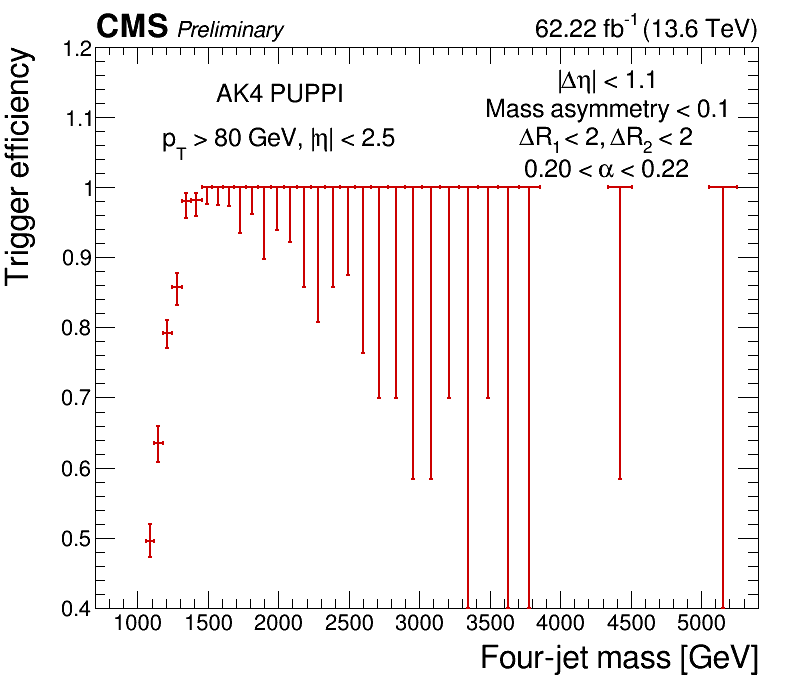 CMS Preliminary 62.22 fb⁻¹ (13.6 TeV)
Trigger efficiency
AK4 PUPPI
p_T > 80 GeV, |η| < 2.5
|Δη| < 1.1
Mass asymmetry < 0.1
ΔR₁ < 2, ΔR₂ < 2
0.20 < α < 0.22
1.2
1.1
1
0.9
0.8
0.7
0.6
0.5
0.4
1000 1500 2000 2500 3000 3500 4000 4500 5000
Four-jet mass [GeV]